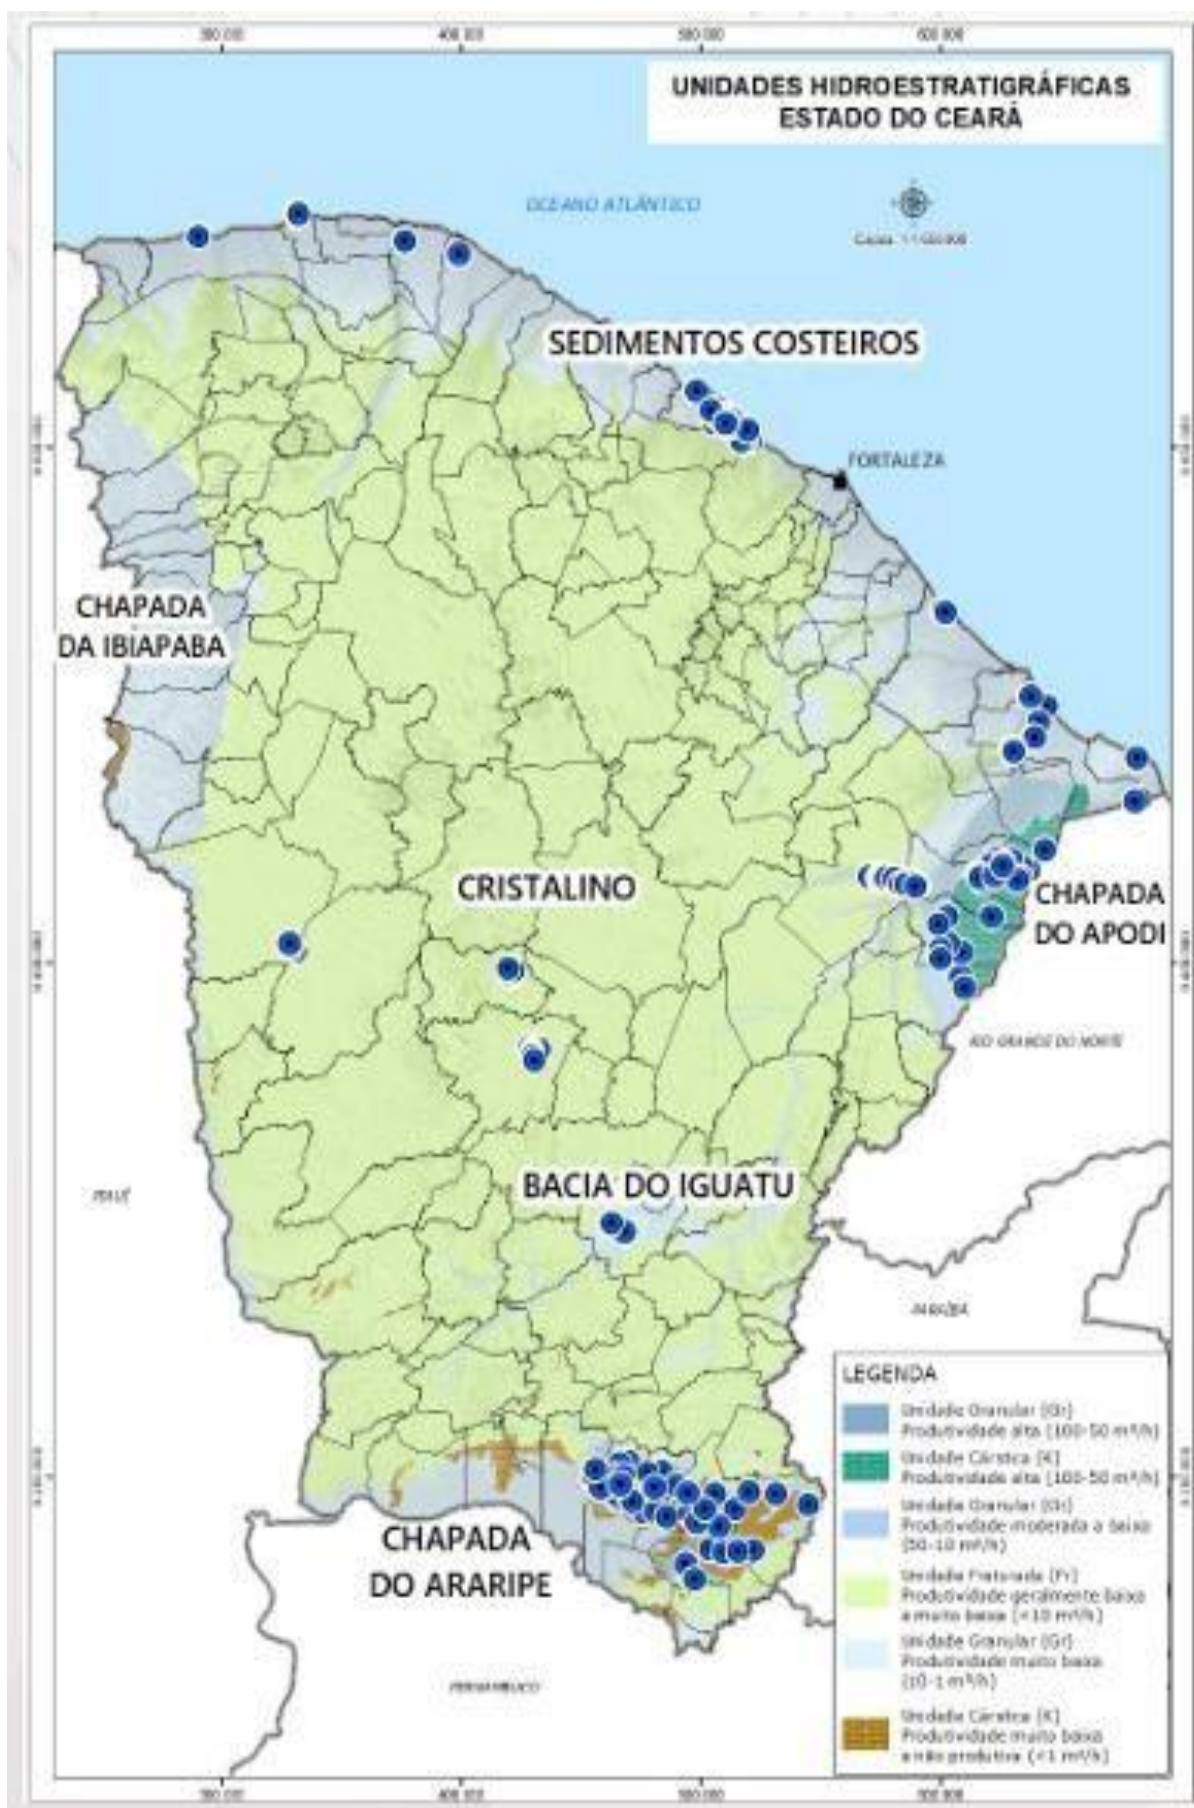 UNIDADES HIDROESTRATIGRÁFICAS
ESTADO DO CEARÁ
OCEANO ATLÂNTICO
SEDIMENTOS COSTEIROS
FORTALEZA
CHAPADA
DA IBIAPABA
CRISTALINO
CHAPADA
DO APODI
RIO GRANDE DO NORTE
BACIA DO IGUATU
PIAUÍ
PARAÍBA
CHAPADA
DO ARARIPE
PERNAMBUCO
LEGENDA
Unidade Granular (Gr)
Produtividade alta (100-50 m³/h)
Unidade Cárstica (K)
Produtividade alta (100-50 m³/h)
Unidade Granular (Gr)
Produtividade moderada a baixa
(50-10 m³/h)
Unidade Fraturada (Fr)
Produtividade geralmente baixa
a muito baixa (<10 m³/h)
Unidade Granular (Gr)
Produtividade muito baixa
(10-1 m³/h)
Unidade Cárstica (K)
Produtividade muito baixa
a não produtiva (<1 m³/h)